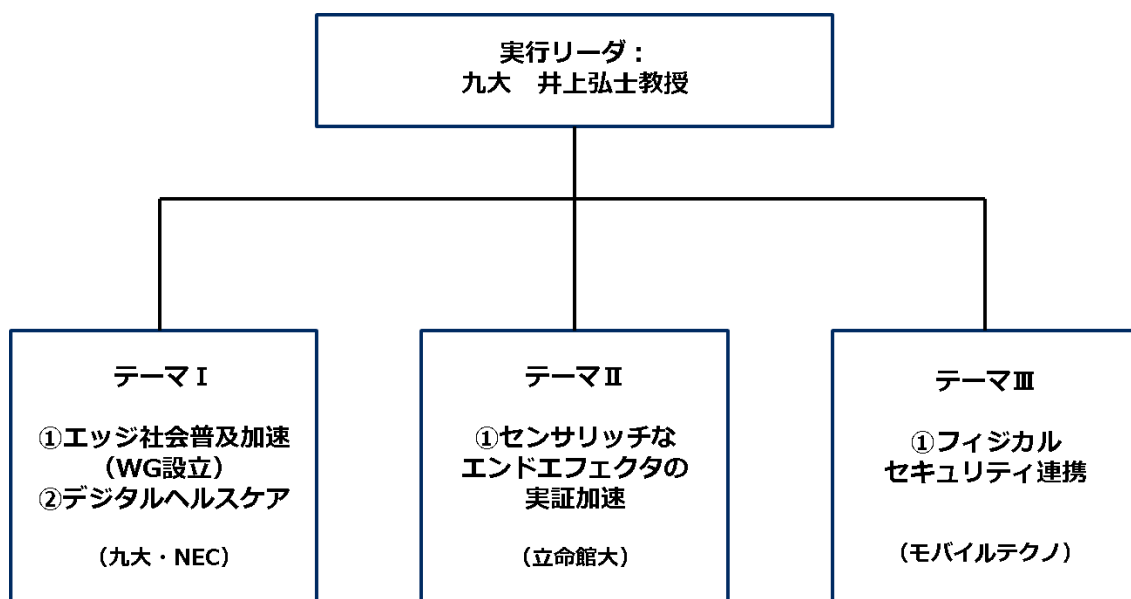 実行リーダ：
九大　井上弘士教授
テーマⅠ
①エッジ社会普及加速
（WG設立）
②デジタルヘルスケア
（九大・NEC）
テーマⅡ
①センサリッチな
エンドエフェクタの
実証加速
（立命館大）
テーマⅢ
①フィジカル
セキュリティ連携
（モバイルテクノ）